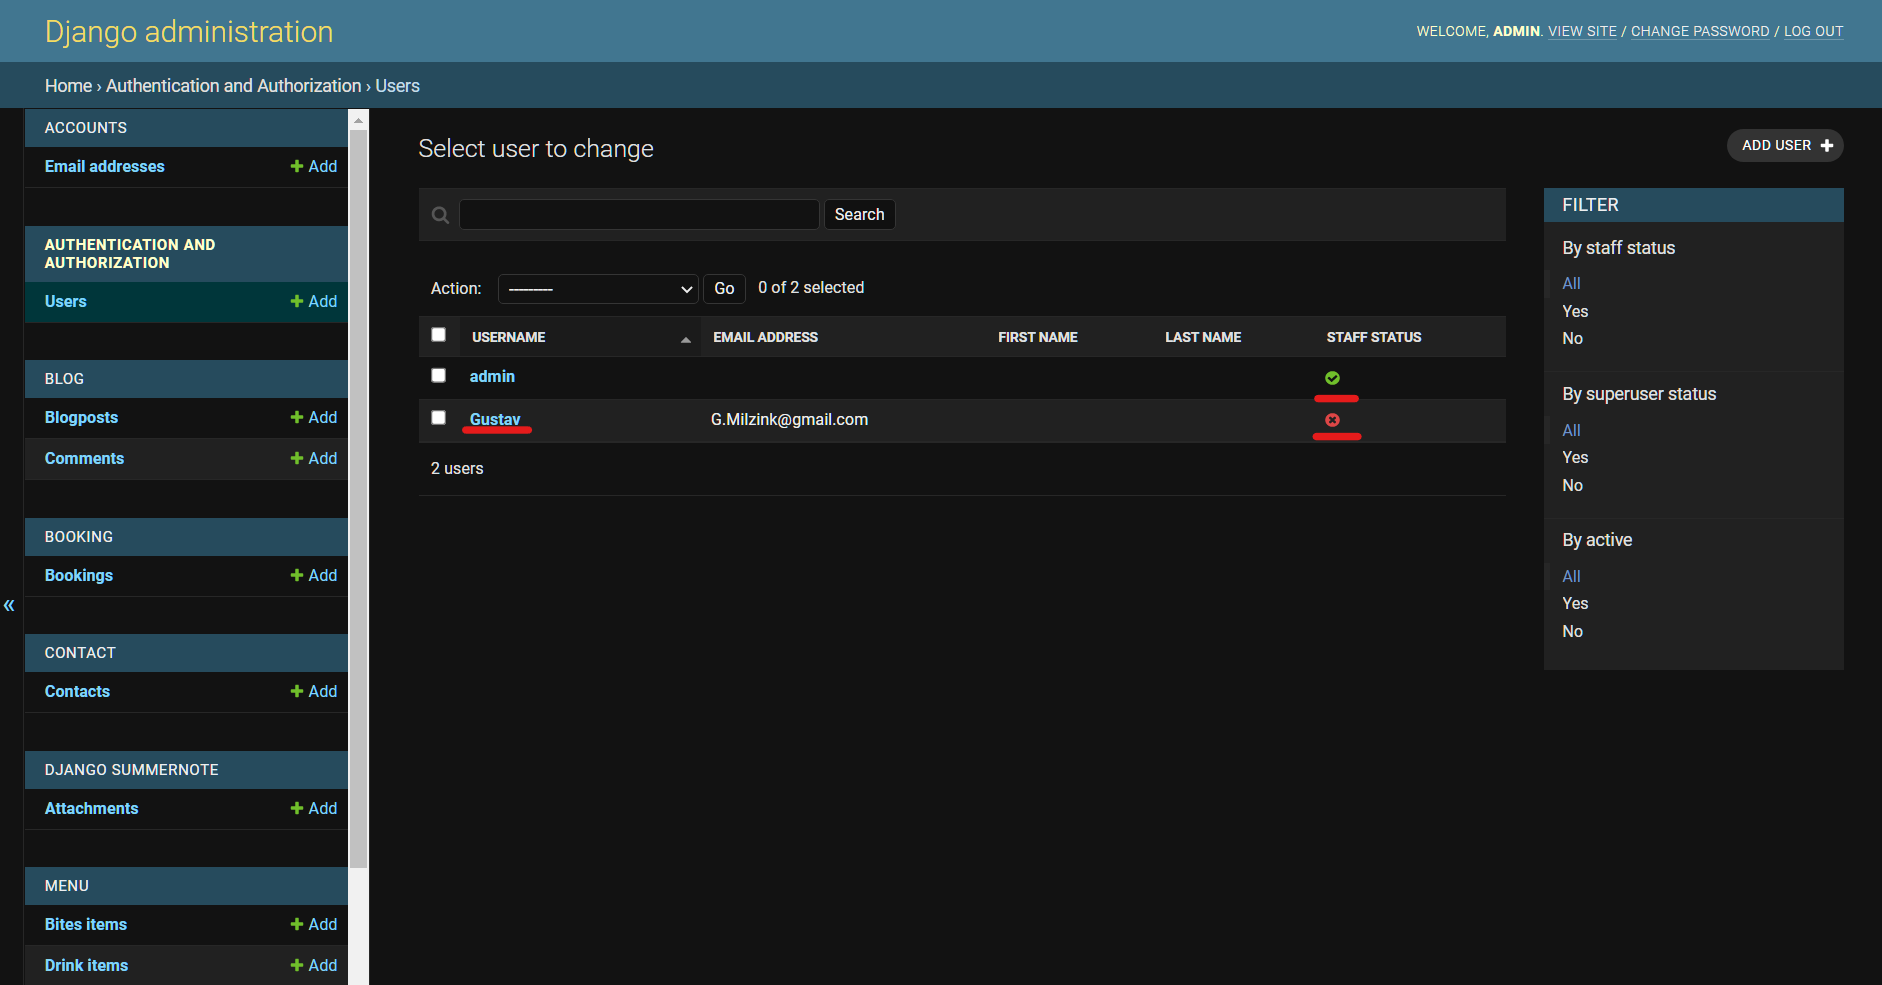 Django administration
WELCOME, ADMIN. VIEW SITE / CHANGE PASSWORD / LOG OUT
Home › Authentication and Authorization › Users
ACCOUNTS
Email addresses + Add
AUTHENTICATION AND
AUTHORIZATION
Users + Add
BLOG
Blogposts + Add
Comments + Add
BOOKING
Bookings + Add
«
CONTACT
Contacts + Add
DJANGO SUMMERNOTE
Attachments + Add
MENU
Bites items + Add
Drink items + Add
Select user to change
ADD USER +
Search
Action: --------- Go 0 of 2 selected
USERNAME EMAIL ADDRESS FIRST NAME LAST NAME STAFF STATUS
admin
Gustav G.Milzink@gmail.com
2 users
FILTER
By staff status
All
Yes
No
By superuser status
All
Yes
No
By active
All
Yes
No